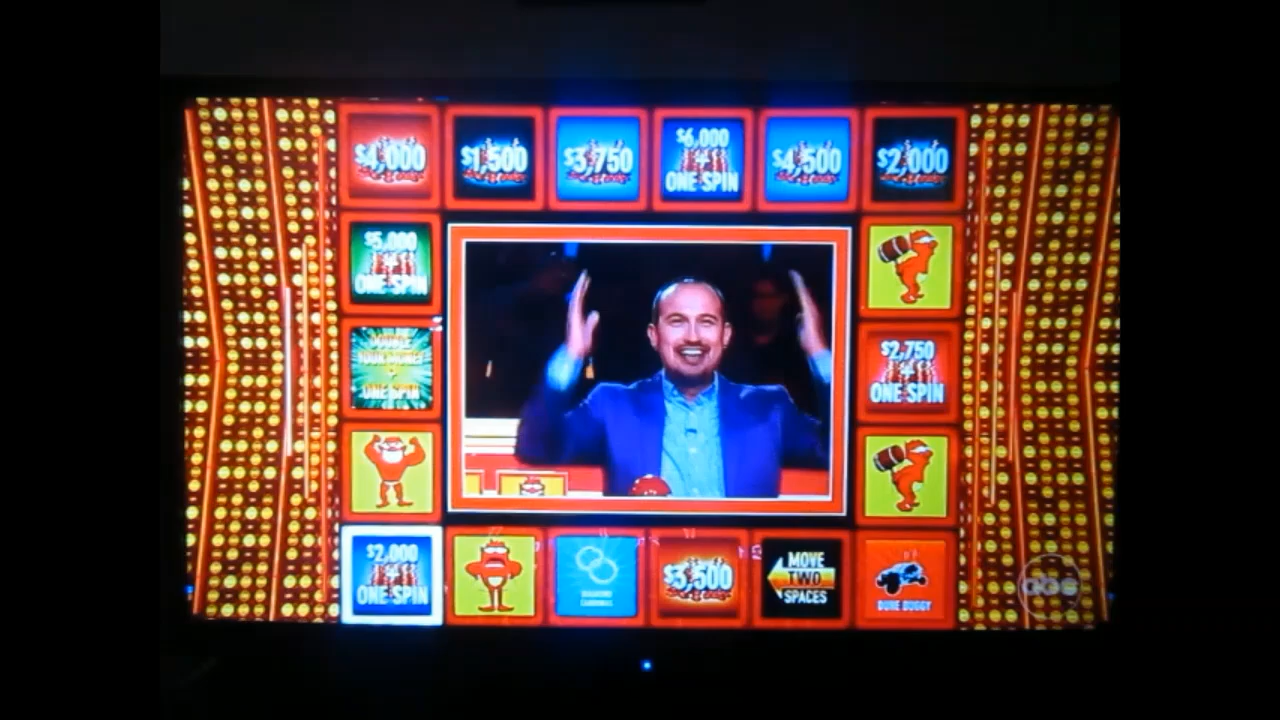 $4,000
$1,500
$3,750
$6,000
+
ONE SPIN
$4,500
$2,000
$5,000
+
ONE SPIN
DOUBLE
YOUR MONEY
+
ONE SPIN
$2,750
+
ONE SPIN
$2,000
+
ONE SPIN
DIAMOND
EARRINGS
$3,500
MOVE
TWO
SPACES
DUNE BUGGY
abc